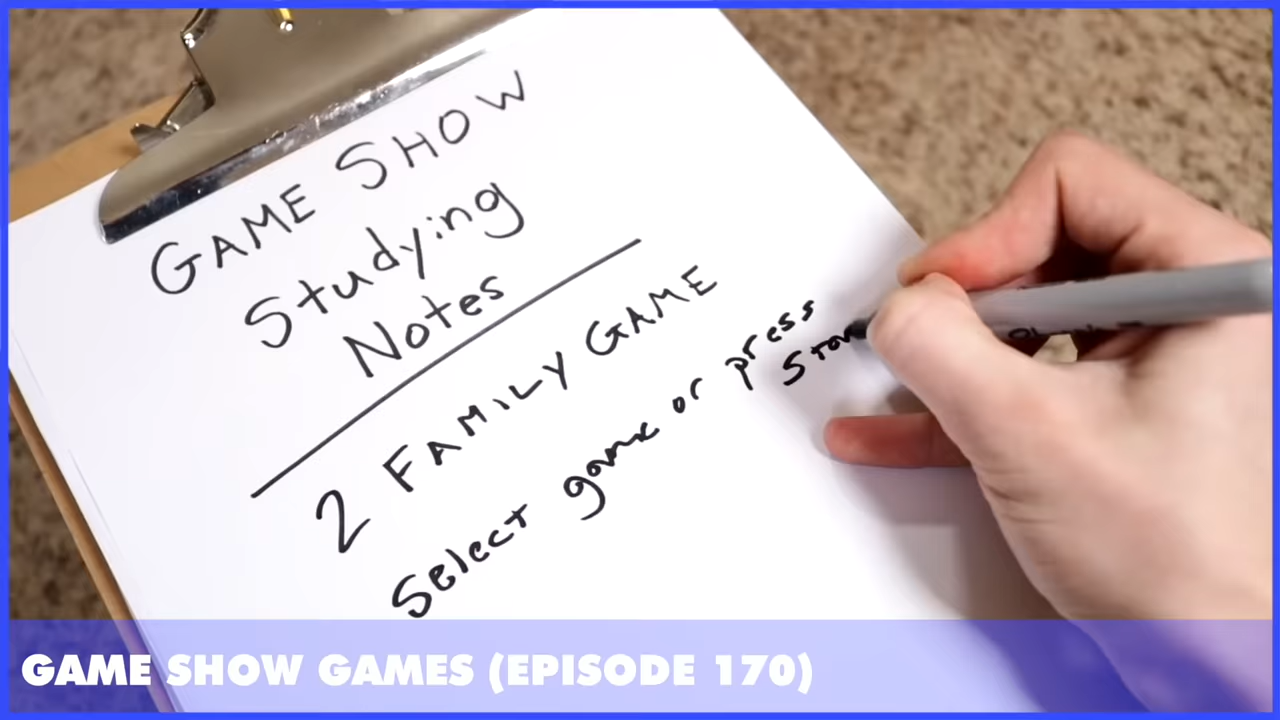 GAME SHOW
Studying
Notes
2 FAMILY GAME
Select game or press
GAME SHOW GAMES (EPISODE 170)